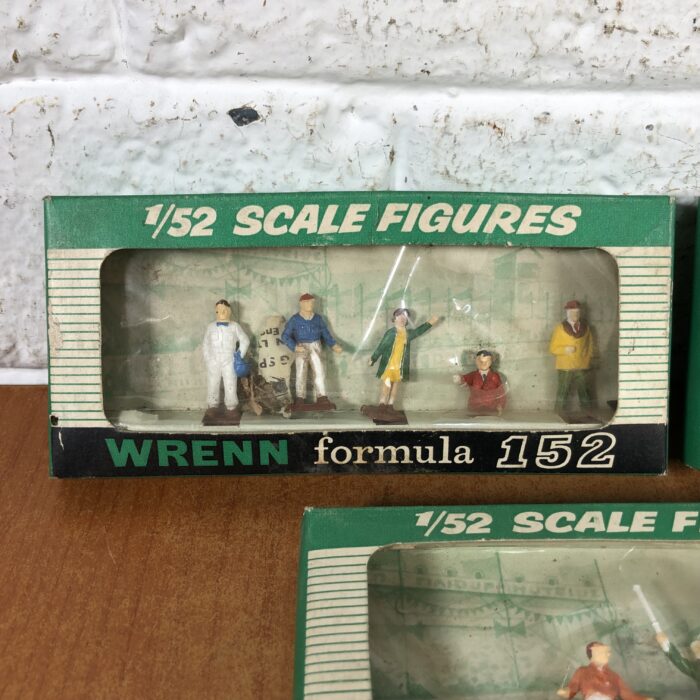 1/52 SCALE FIGURES
WRENN formula 152
1/52 SCALE F